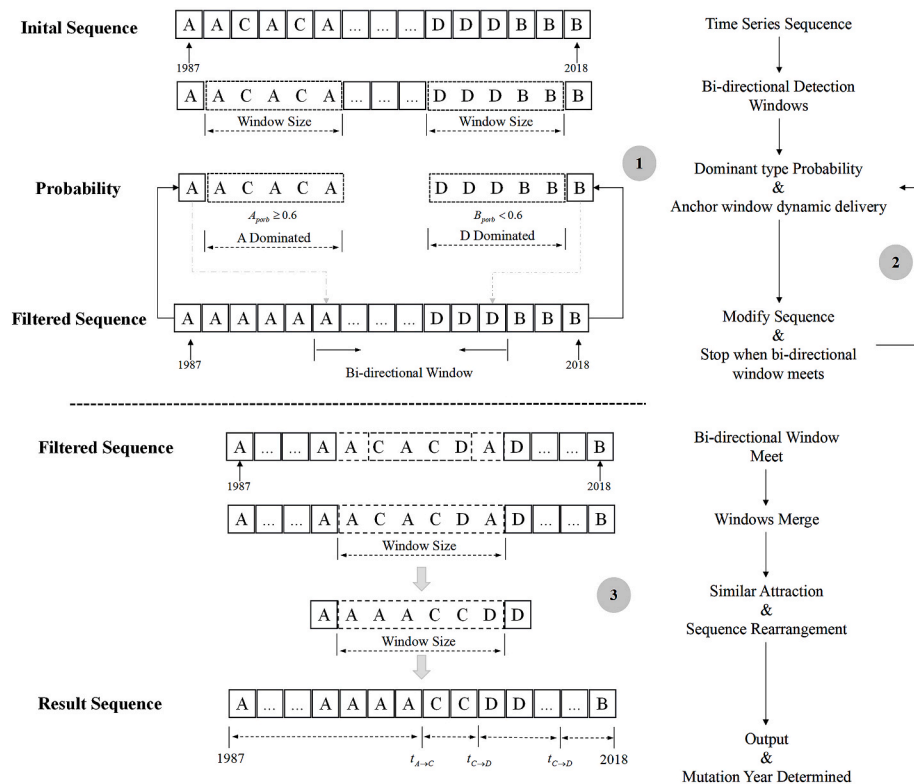 Inital Sequence
A A C A C A ... ... ... D D D B B B
Time Series Sequcence
1987
2018
A A C A C A ... ... ... D D D B B B
Bi-directional Detection
Windows
Window Size
Window Size
1
Probability
A A C A C A
D D D B B B
Dominant type Probability
&
Anchor window dynamic delivery
A_porb ≥ 0.6
B_porb < 0.6
A Dominated
D Dominated
2
Filtered Sequence
A A A A A A ... ... ... D D D B B B
Modify Sequence
&
Stop when bi-directional
window meets
1987
2018
Bi-directional Window
Filtered Sequence
A ... ... A A C A C D A D ... ... B
Bi-directional Window
Meet
1987
2018
A ... ... A A C A C D A D ... ... B
Windows Merge
Window Size
3
Similar Attraction
&
Sequence Rearrangement
A A A A C C D D
Window Size
Result Sequence
A ... ... A A A A C C D D ... ... B
1987
t_A→C
t_C→D
t_C→D
2018
Output
&
Mutation Year Determined